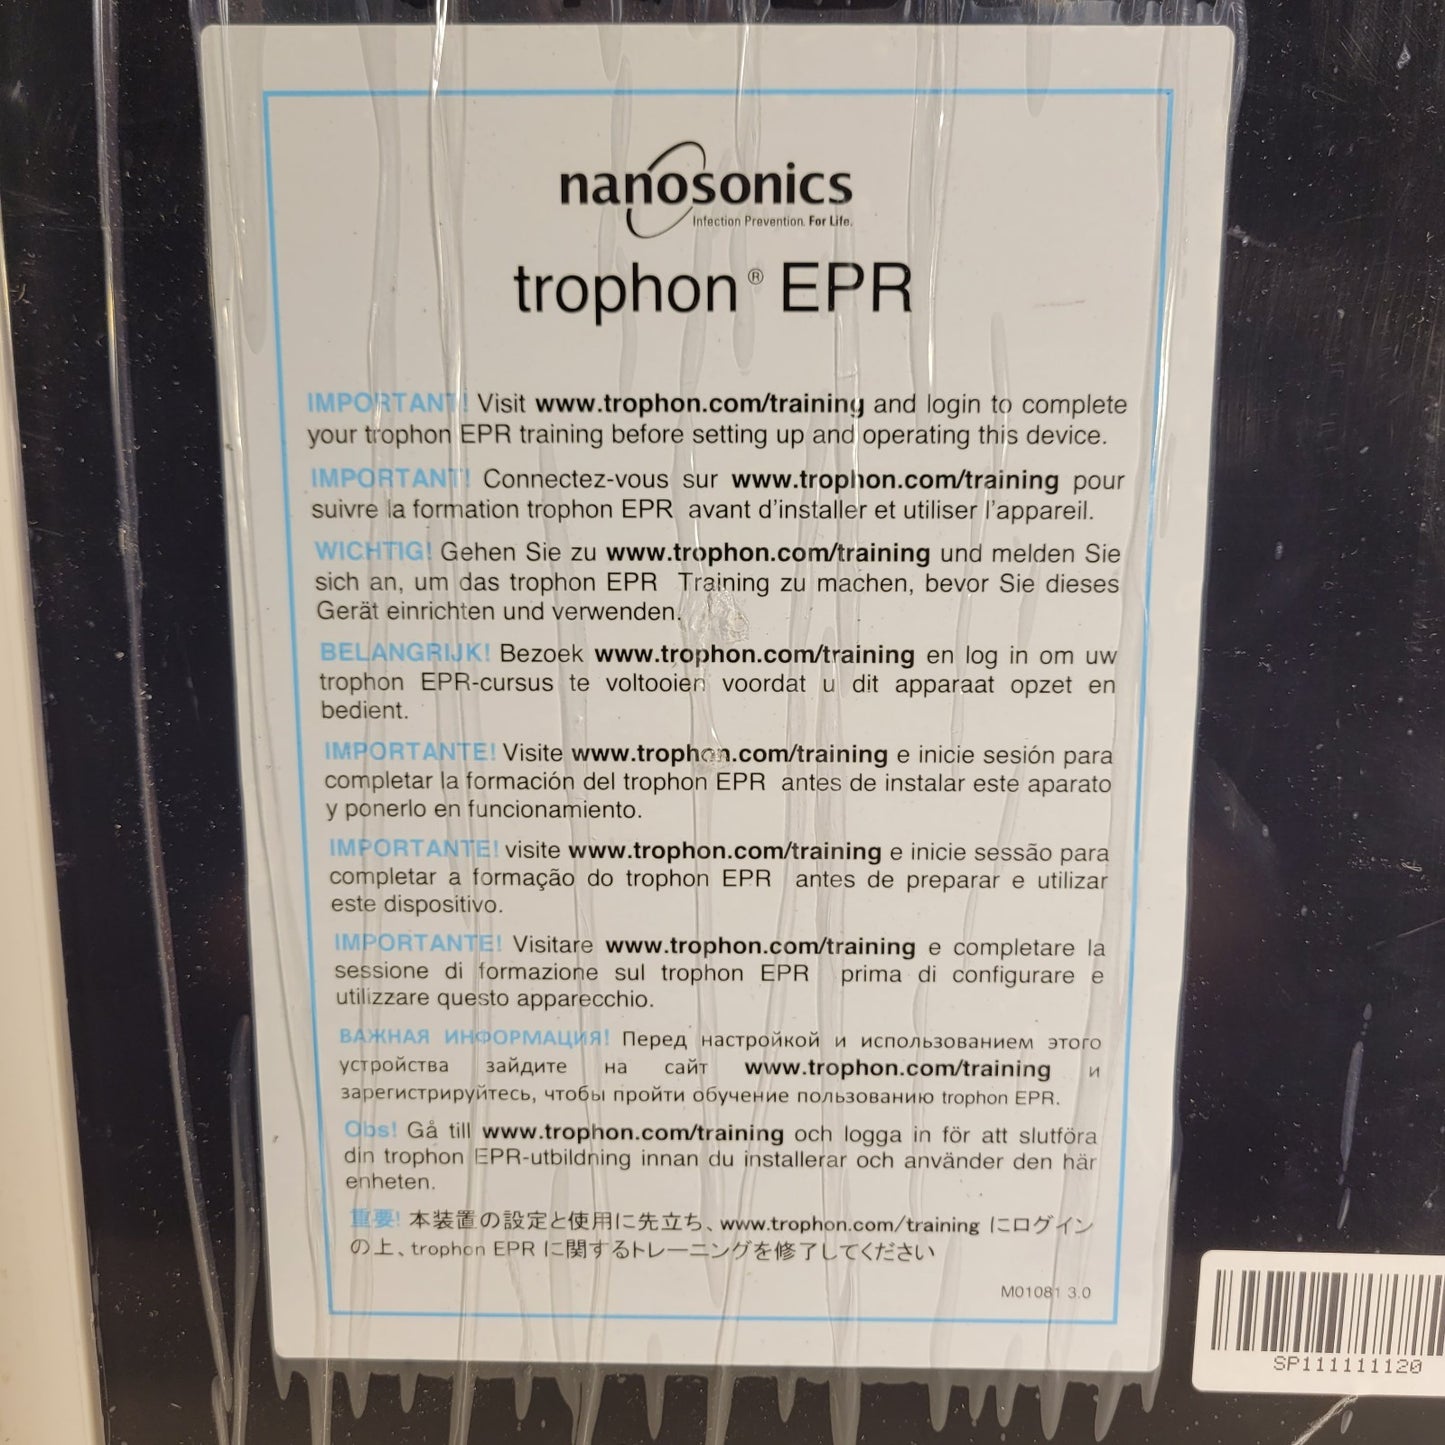 nanosonics
Infection Prevention. For Life.
trophon® EPR
IMPORTANT! Visit www.trophon.com/training and login to complete
your trophon EPR training before setting up and operating this device.
IMPORTANT! Connectez-vous sur www.trophon.com/training pour
suivre la formation trophon EPR avant d'installer et utiliser l'appareil.
WICHTIG! Gehen Sie zu www.trophon.com/training und melden Sie
sich an, um das trophon EPR Training zu machen, bevor Sie dieses
Gerät einrichten und verwenden.
BELANGRIJK! Bezoek www.trophon.com/training en log in om uw
trophon EPR-cursus te voltooien voordat u dit apparaat opzet en
bedient.
IMPORTANTE! Visite www.trophon.com/training e inicie sesión para
completar la formación del trophon EPR antes de instalar este aparato
y ponerlo en funcionamiento.
IMPORTANTE! visite www.trophon.com/training e inicie sessão para
completar a formação do trophon EPR antes de preparar e utilizar
este dispositivo.
IMPORTANTE! Visitare www.trophon.com/training e completare la
sessione di formazione sul trophon EPR prima di configurare e
utilizzare questo apparecchio.
ВАЖНАЯ ИНФОРМАЦИЯ! Перед настройкой и использованием этого
устройства зайдите на сайт www.trophon.com/training и
зарегистрируйтесь, чтобы пройти обучение пользованию trophon EPR.
Obs! Gå till www.trophon.com/training och logga in för att slutföra
din trophon EPR-utbildning innan du installerar och använder den här
enheten.
重要! 本装置の設定と使用に先立ち、www.trophon.com/training にログイン
の上、trophon EPR に関するトレーニングを修了してください
M01081 3.0
SP111111120